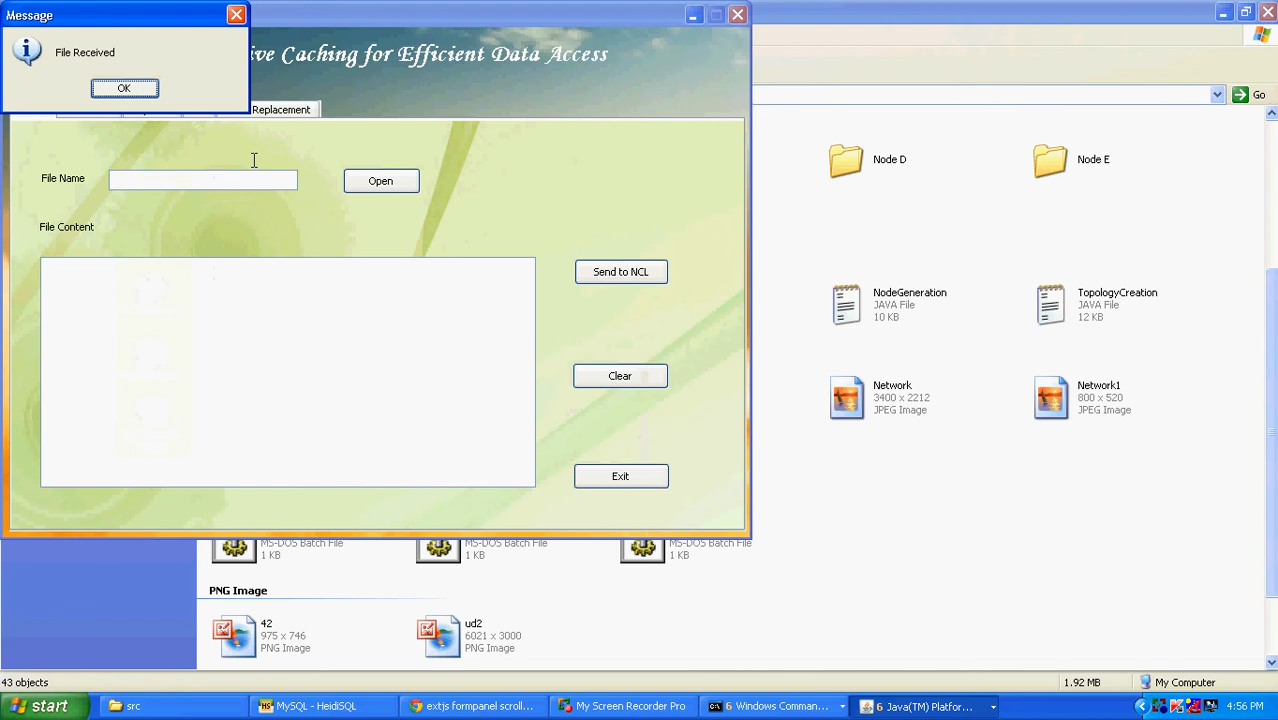 Message
File Received
OK
ive Caching for Efficient Data Access
Replacement
File Name
Open
File Content
Send to NCL
Clear
Exit
Go
Node D
Node E
NodeGeneration
JAVA File
10 KB
TopologyCreation
JAVA File
12 KB
Network
3400 x 2212
JPEG Image
Network1
800 x 520
JPEG Image
MS-DOS Batch File
1 KB
MS-DOS Batch File
1 KB
MS-DOS Batch File
1 KB
PNG Image
42
975 x 746
PNG Image
ud2
6021 x 3000
PNG Image
43 objects
1.92 MB
My Computer
start
src
MySQL - HeidiSQL
extjs formpanel scroll...
My Screen Recorder Pro
6 Windows Comman...
6 Java(TM) Platfor...
4:56 PM